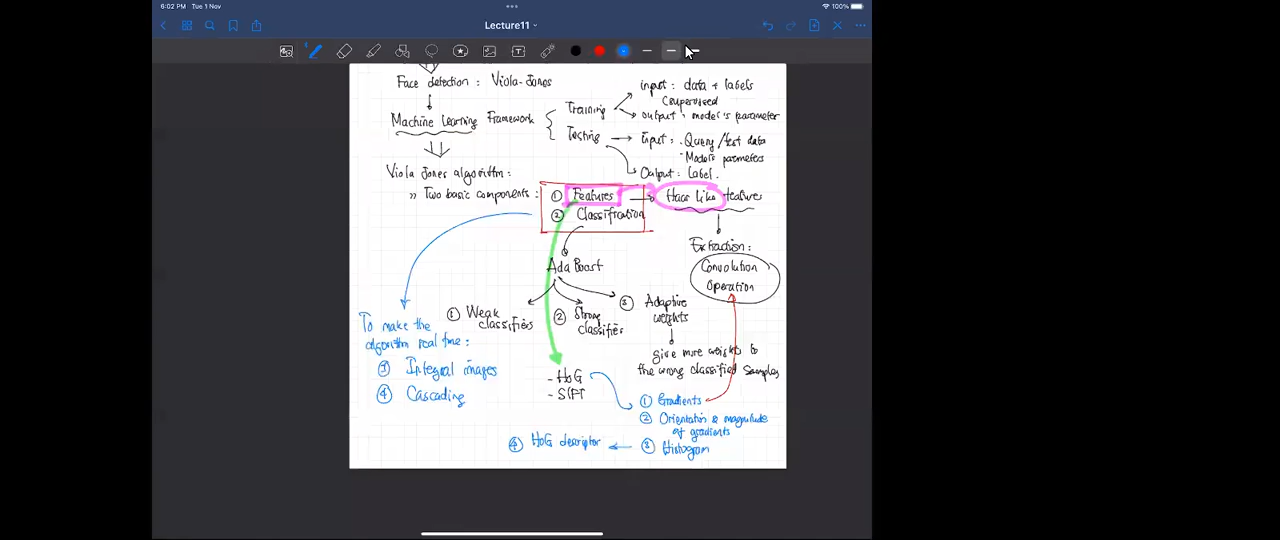 6:02 PM Tue 1 Nov
100%
Lecture11
Face detection : Viola-Jones
Machine Learning Framework
Training
input : data + labels
(supervised
output : model's parameter
Testing
Input : - Query/test data
- Model's parameters
Output : Label.
Viola Jones algorithm :
» Two basic components :
① Features
② Classification
Haar like feature
Extraction :
Convolution
Operation
Ada Boost
① Weak
classifiers
② Strong
classifier
③ Adaptive
weights
give more weights to
the wrong classified samples
To make the
algorithm real time :
③ Integral images
④ Cascading
- HoG
- SIFT
① Gradients
② Orientation & magnitude
of gradients
③ Histogram
④ HoG descriptor